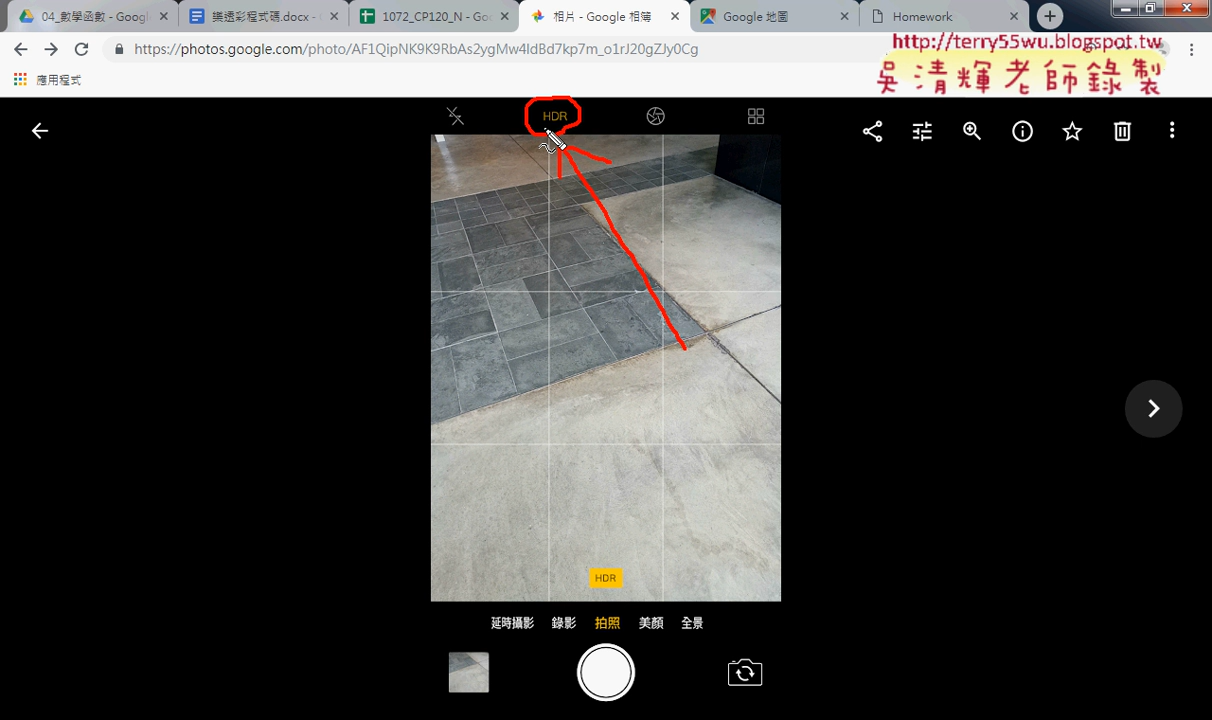 04_數學函數 - Google
樂透彩程式碼.docx -
1072_CP120_N - Goo
相片 - Google 相簿
Google 地圖
Homework
https://photos.google.com/photo/AF1QipNK9K9RbAs2ygMw4IdBd7kp7m_o1rJ20gZJy0Cg
http://terry55wu.blogspot.tw
吳清輝老師錄製
應用程式
HDR
HDR
延時攝影 錄影 拍照 美顏 全景